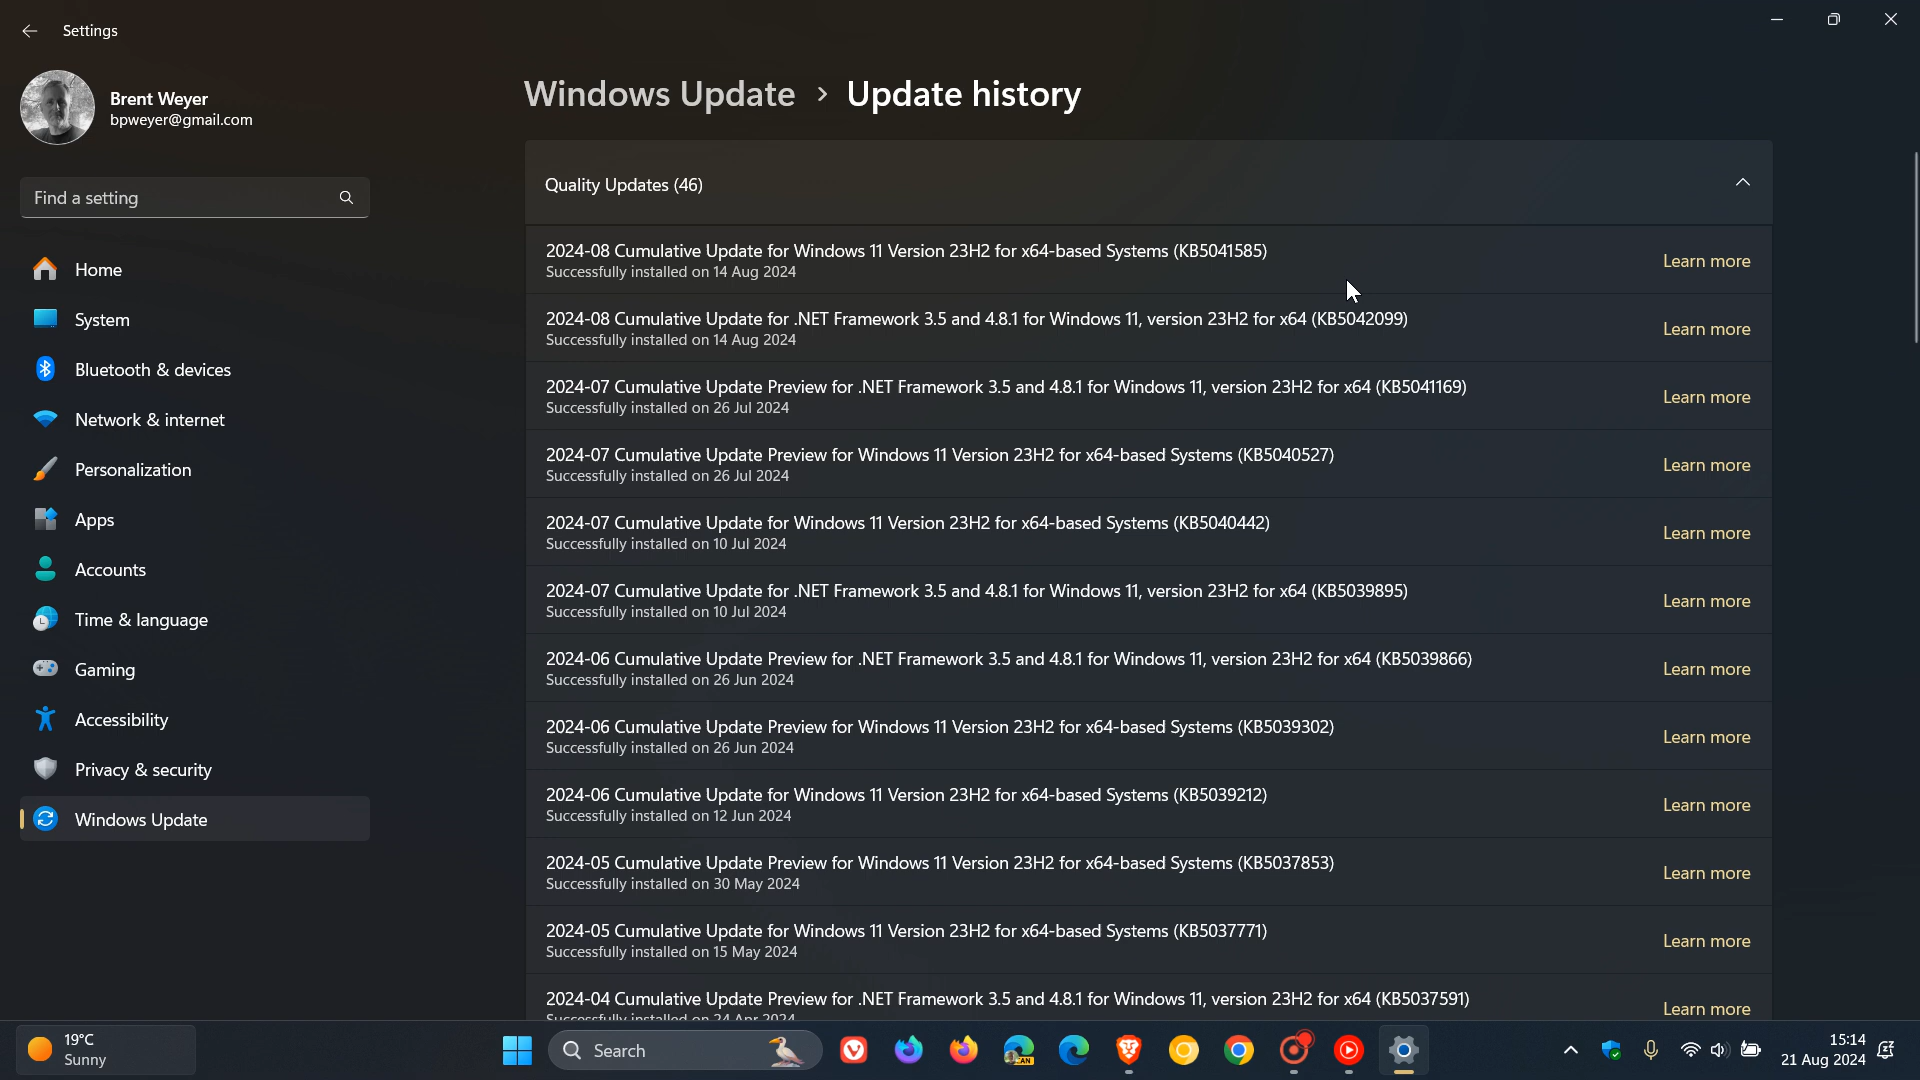 Settings
Brent Weyer
bpweyer@gmail.com
Find a setting
Home
System
Bluetooth & devices
Network & internet
Personalization
Apps
Accounts
Time & language
Gaming
Accessibility
Privacy & security
Windows Update
Windows Update > Update history
Quality Updates (46)
2024-08 Cumulative Update for Windows 11 Version 23H2 for x64-based Systems (KB5041585)
Successfully installed on 14 Aug 2024
Learn more
2024-08 Cumulative Update for .NET Framework 3.5 and 4.8.1 for Windows 11, version 23H2 for x64 (KB5042099)
Successfully installed on 14 Aug 2024
Learn more
2024-07 Cumulative Update Preview for .NET Framework 3.5 and 4.8.1 for Windows 11, version 23H2 for x64 (KB5041169)
Successfully installed on 26 Jul 2024
Learn more
2024-07 Cumulative Update Preview for Windows 11 Version 23H2 for x64-based Systems (KB5040527)
Successfully installed on 26 Jul 2024
Learn more
2024-07 Cumulative Update for Windows 11 Version 23H2 for x64-based Systems (KB5040442)
Successfully installed on 10 Jul 2024
Learn more
2024-07 Cumulative Update for .NET Framework 3.5 and 4.8.1 for Windows 11, version 23H2 for x64 (KB5039895)
Successfully installed on 10 Jul 2024
Learn more
2024-06 Cumulative Update Preview for .NET Framework 3.5 and 4.8.1 for Windows 11, version 23H2 for x64 (KB5039866)
Successfully installed on 26 Jun 2024
Learn more
2024-06 Cumulative Update Preview for Windows 11 Version 23H2 for x64-based Systems (KB5039302)
Successfully installed on 26 Jun 2024
Learn more
2024-06 Cumulative Update for Windows 11 Version 23H2 for x64-based Systems (KB5039212)
Successfully installed on 12 Jun 2024
Learn more
2024-05 Cumulative Update Preview for Windows 11 Version 23H2 for x64-based Systems (KB5037853)
Successfully installed on 30 May 2024
Learn more
2024-05 Cumulative Update for Windows 11 Version 23H2 for x64-based Systems (KB5037771)
Successfully installed on 15 May 2024
Learn more
2024-04 Cumulative Update Preview for .NET Framework 3.5 and 4.8.1 for Windows 11, version 23H2 for x64 (KB5037591)
Successfully installed on 24 Apr 2024
Learn more
19°C
Sunny
Search
CAN
15:14
21 Aug 2024